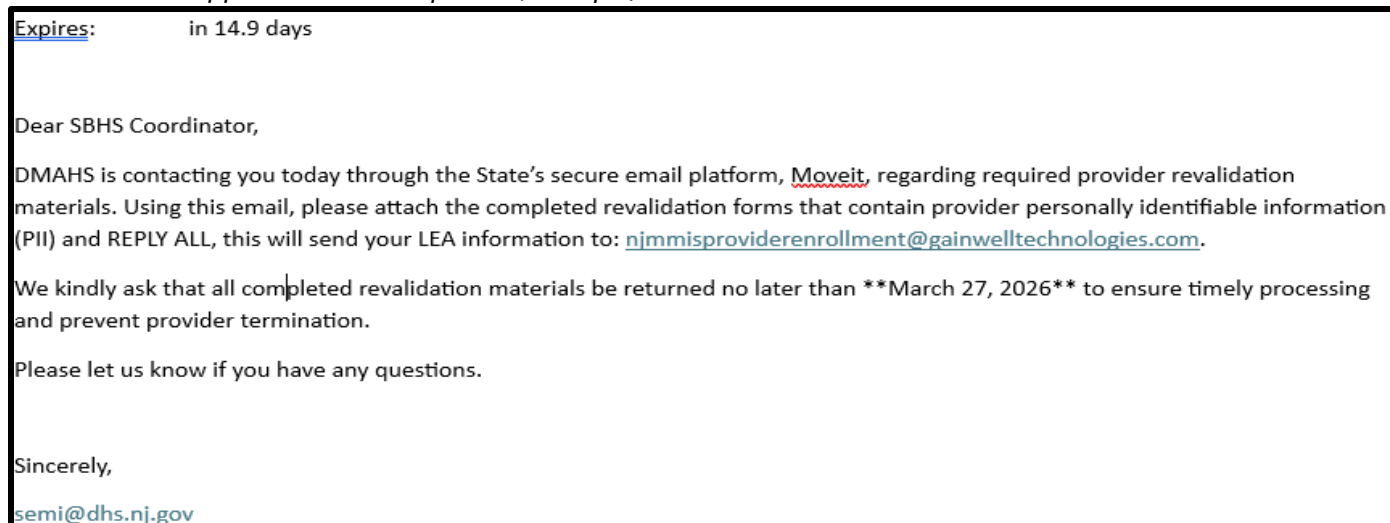 Expires: in 14.9 days
Dear SBHS Coordinator,
DMAHS is contacting you today through the State’s secure email platform, Moveit, regarding required provider revalidation
materials. Using this email, please attach the completed revalidation forms that contain provider personally identifiable information
(PII) and REPLY ALL, this will send your LEA information to: njmmisproviderenrollment@gainwelltechnologies.com.
We kindly ask that all completed revalidation materials be returned no later than **March 27, 2026** to ensure timely processing
and prevent provider termination.
Please let us know if you have any questions.
Sincerely,
semi@dhs.nj.gov